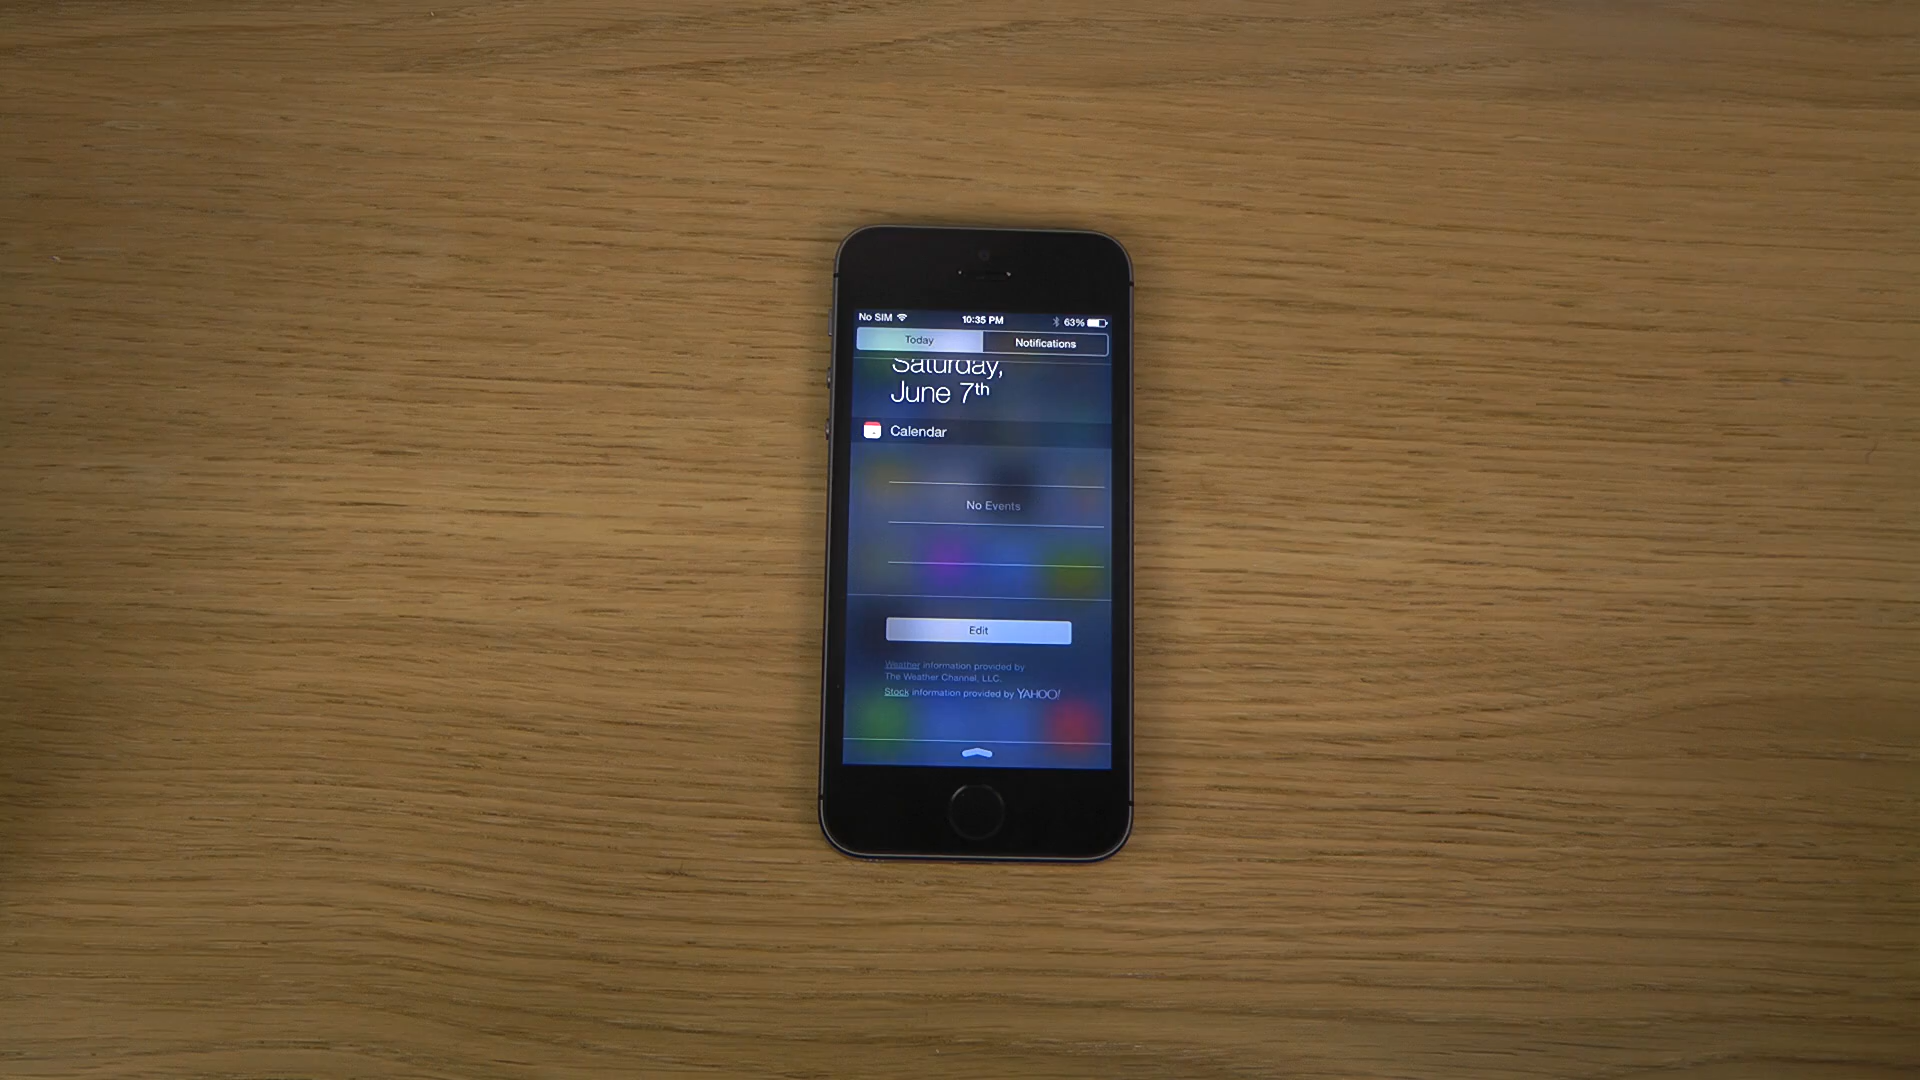 No SIM 10:35 PM 63%
Today Notifications
Saturday,
June 7th
Calendar
No Events
Edit
Weather information provided by
The Weather Channel, LLC.
Stock information provided by YAHOO!